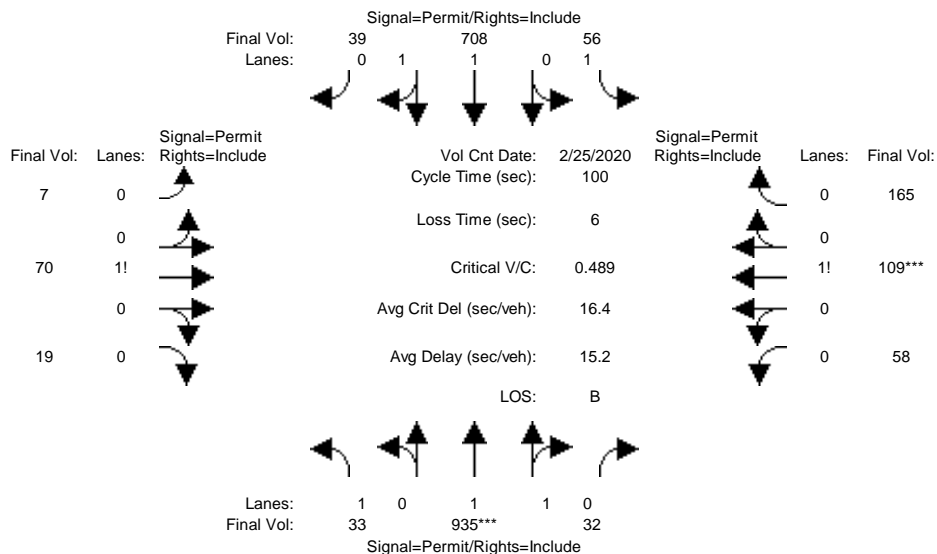 Signal=Permit/Rights=Include
Final Vol: 39 708 56
Lanes: 0 1 1 0 1
Signal=Permit Signal=Permit
Final Vol: Lanes: Rights=Include Vol Cnt Date: 2/25/2020 Rights=Include Lanes: Final Vol:
Cycle Time (sec): 100
7 0 0 165
Loss Time (sec): 6
0 0
70 1! Critical V/C: 0.489 1! 109***
0 Avg Crit Del (sec/veh): 16.4 0
19 0 Avg Delay (sec/veh): 15.2 0 58
LOS: B
Lanes: 1 0 1 1 0
Final Vol: 33 935*** 32
Signal=Permit/Rights=Include